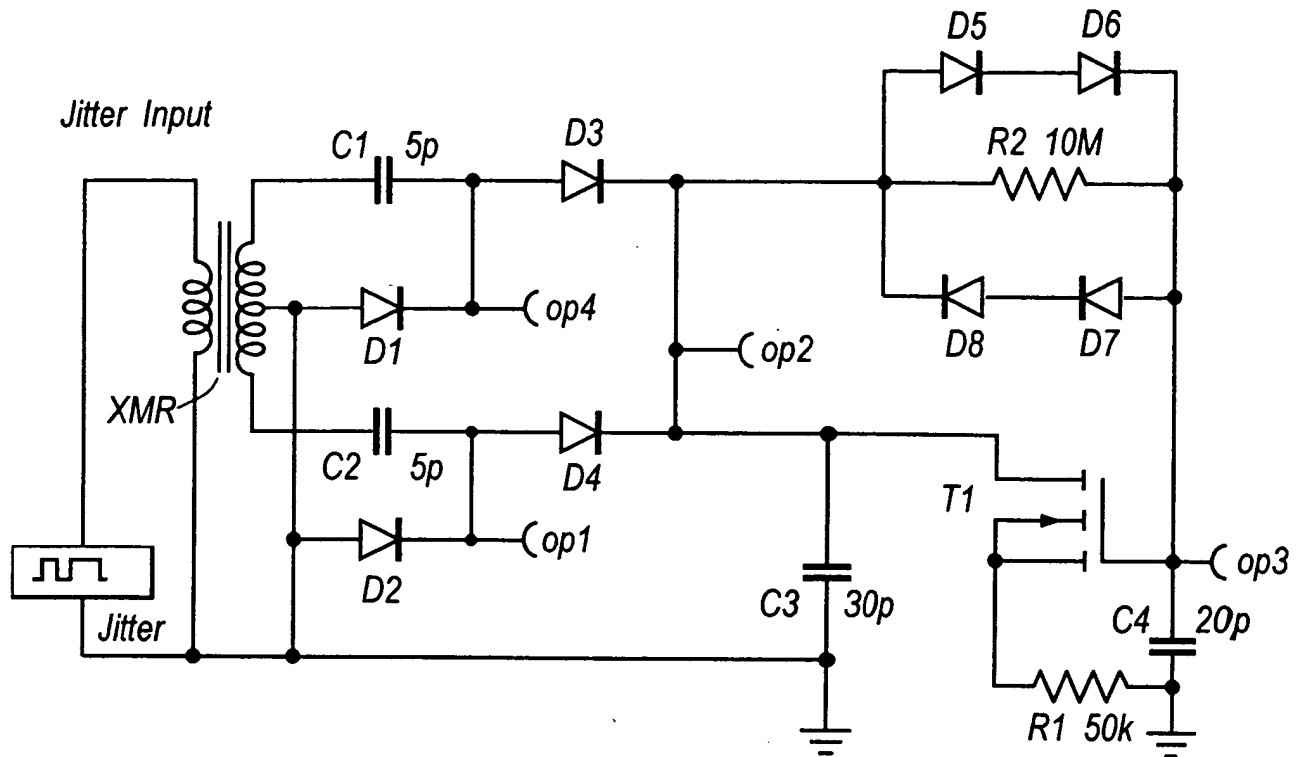 D5 D6
Jitter Input
C1 5p
D3
R2 10M
D1
op4
D8 D7
op2
XMR
C2 5p
D4
T1
op1
D2
C3 30p
op3
Jitter
C4 20p
R1 50k